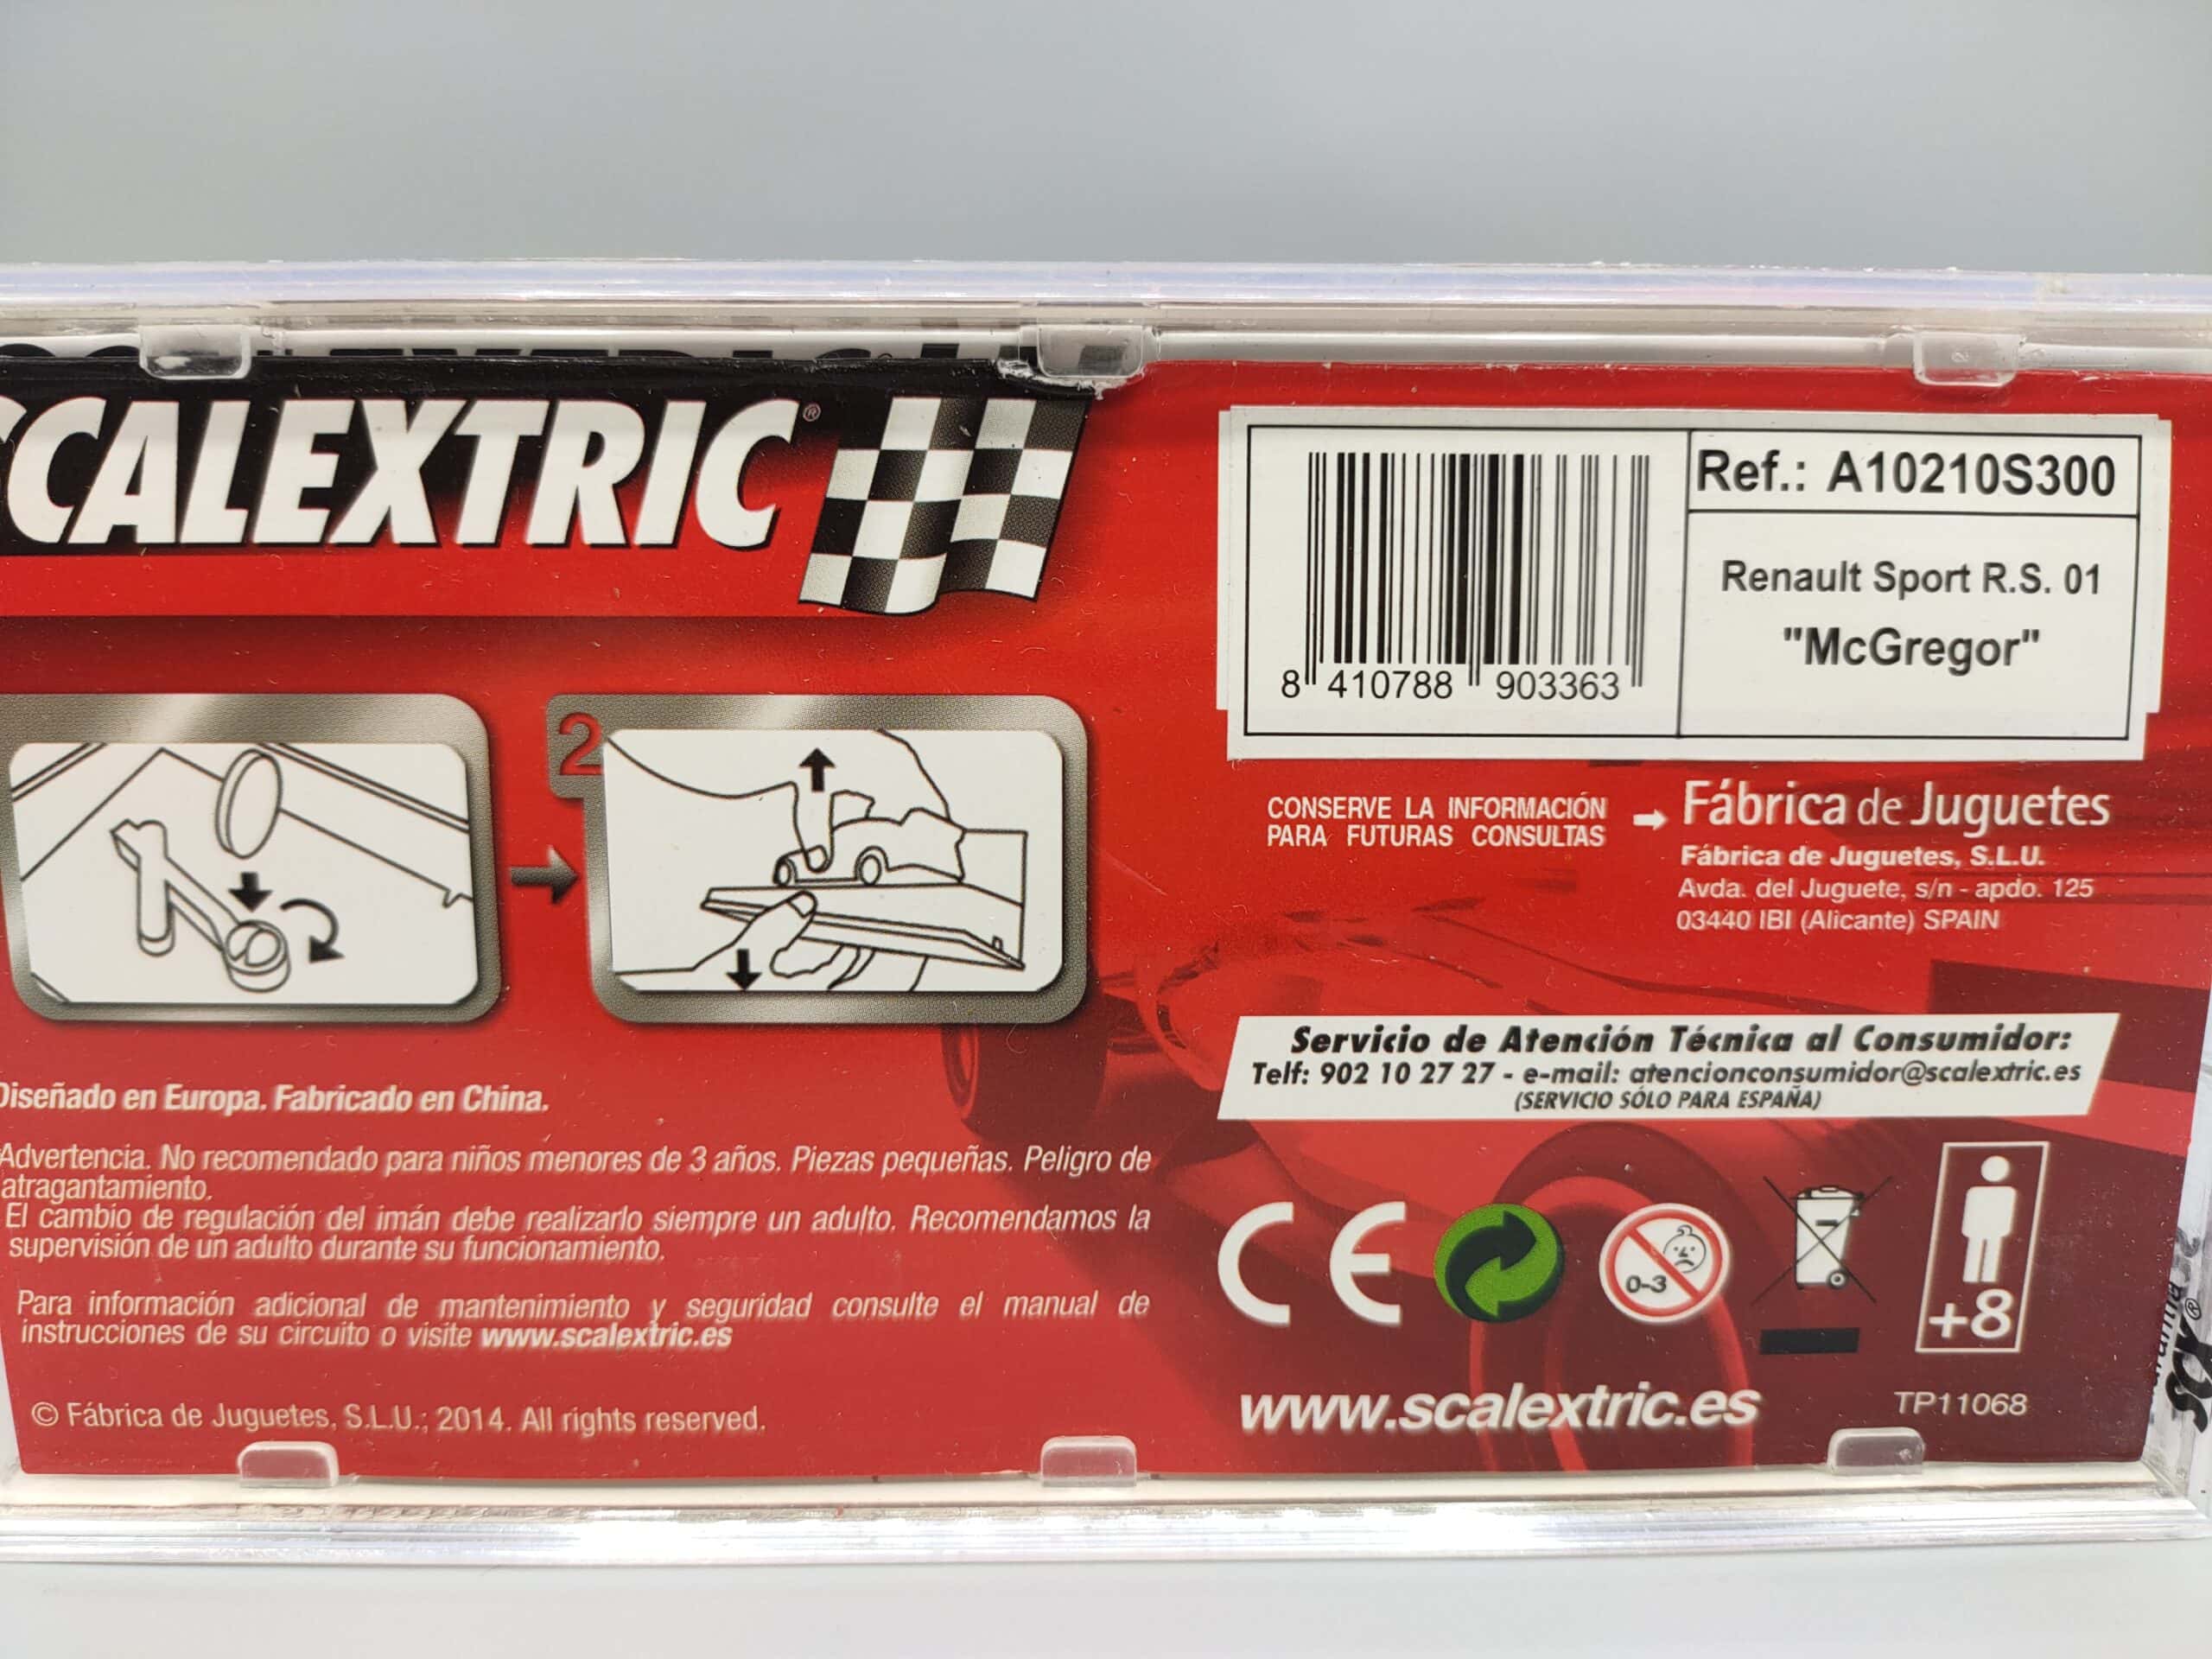 SCALEXTRIC®
Ref.: A10210S300
Renault Sport R.S. 01
"McGregor"
8 410788 903363
2
CONSERVE LA INFORMACIÓN
PARA FUTURAS CONSULTAS
Fábrica de Juguetes
Fábrica de Juguetes, S.L.U.
Avda. del Juguete, s/n - apdo. 125
03440 IBI (Alicante) SPAIN
Servicio de Atención Técnica al Consumidor:
Telf: 902 10 27 27 - e-mail: atencionconsumidor@scalextric.es
(SERVICIO SÓLO PARA ESPAÑA)
Diseñado en Europa. Fabricado en China.
Advertencia. No recomendado para niños menores de 3 años. Piezas pequeñas. Peligro de
atragantamiento.
El cambio de regulación del imán debe realizarlo siempre un adulto. Recomendamos la
supervisión de un adulto durante su funcionamiento.
Para información adicional de mantenimiento y seguridad consulte el manual de
instrucciones de su circuito o visite www.scalextric.es
© Fábrica de Juguetes, S.L.U.; 2014. All rights reserved.
CE
0-3
+8
www.scalextric.es
TP11068
SCX®